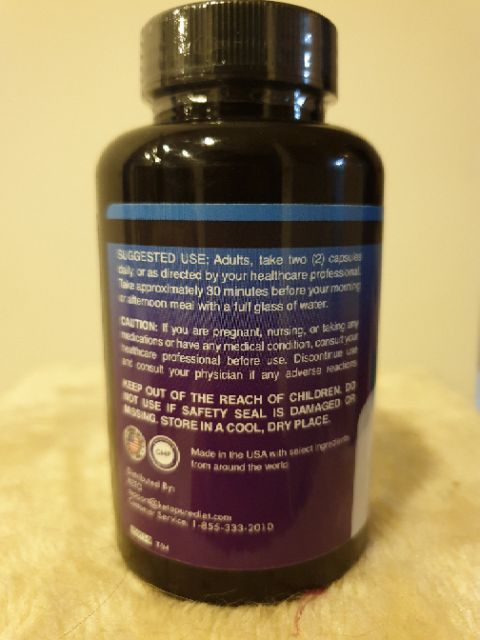 SUGGESTED USE: Adults, take two (2) capsules
daily, or as directed by your healthcare professional.
Take approximately 30 minutes before your morning
or afternoon meal with a full glass of water.
CAUTION: If you are pregnant, nursing, or taking any
medications or have any medical condition, consult your
healthcare professional before use. Discontinue use
and consult your physician if any adverse reactions
KEEP OUT OF THE REACH OF CHILDREN. DO
NOT USE IF SAFETY SEAL IS DAMAGED OR
MISSING. STORE IN A COOL, DRY PLACE.
GMP
Made in the USA with select ingredients
from around the world
Distributed By:
Customer Service: 1-855-333-2010